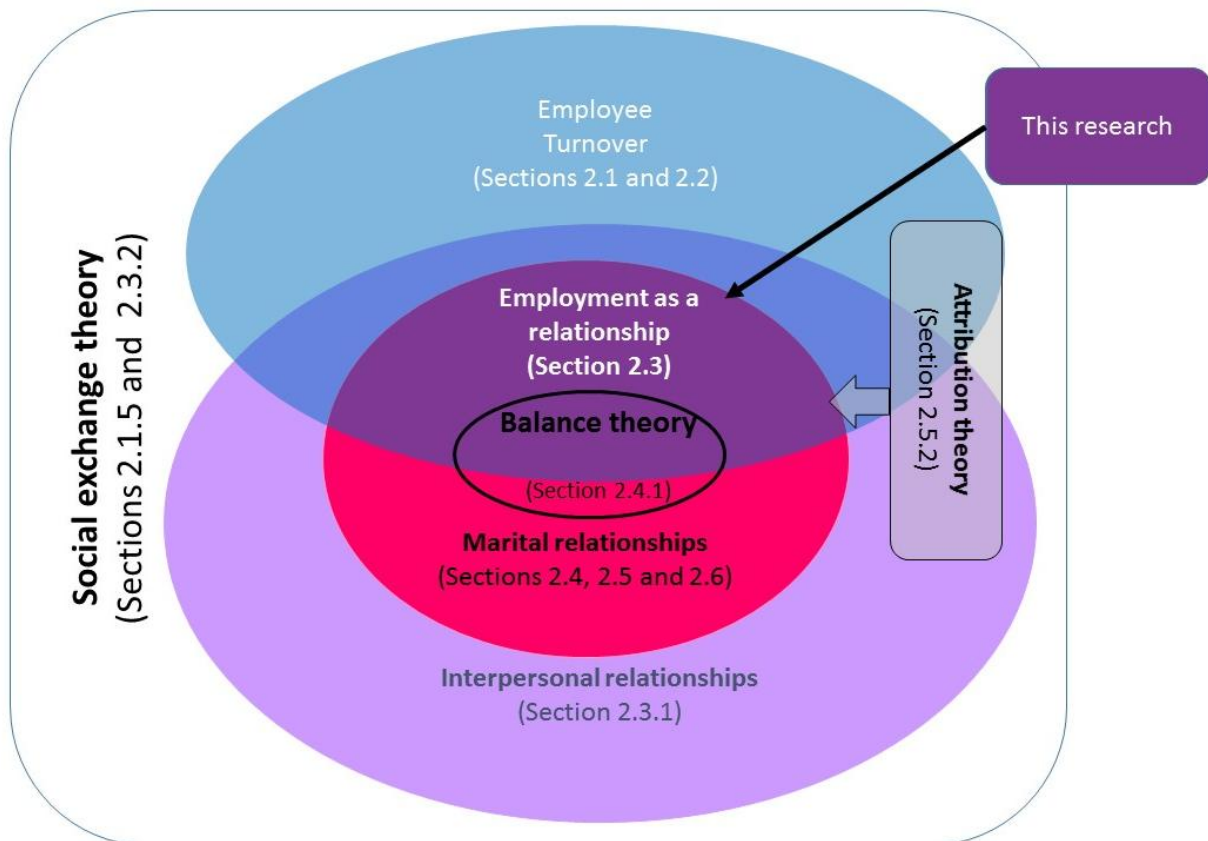 Employee
Turnover
(Sections 2.1 and 2.2)
This research
Social exchange theory
(Sections 2.1.5 and 2.3.2)
Employment as a
relationship
(Section 2.3)
Attribution theory
(Section 2.5.2)
Balance theory
(Section 2.4.1)
Marital relationships
(Sections 2.4, 2.5 and 2.6)
Interpersonal relationships
(Section 2.3.1)